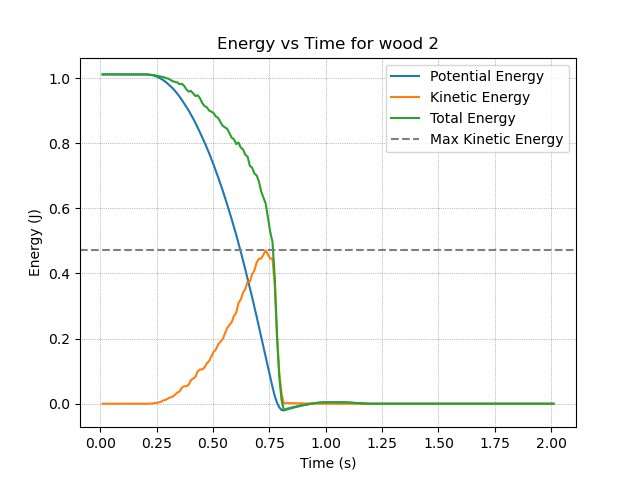 Energy vs Time for wood 2
Potential Energy
Kinetic Energy
Total Energy
Max Kinetic Energy
Energy (J)
1.0
0.8
0.6
0.4
0.2
0.0
0.00 0.25 0.50 0.75 1.00 1.25 1.50 1.75 2.00
Time (s)